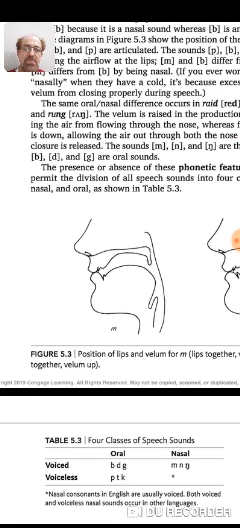 [b] because it is a nasal sound whereas [b] is an
diagrams in Figure 5.3 show the position of the
b], and [p] are articulated. The sounds [p], [b],
ing the airflow at the lips; [m] and [b] differ f
differs from [b] by being nasal. (If you ever wor
"nasally" when they have a cold, it's because exces
velum from closing properly during speech.)
The same oral/nasal difference occurs in raid [red]
and rung [rʌŋ]. The velum is raised in the production
ing the air from flowing through the nose, whereas f
is down, allowing the air out through both the nose
closure is released. The sounds [m], [n], and [ŋ] are th
[b], [d], and [g] are oral sounds.
The presence or absence of these phonetic featur
permit the division of all speech sounds into four c
nasal, and oral, as shown in Table 5.3.
m
FIGURE 5.3 | Position of lips and velum for m (lips together, v
together, velum up).
right 2019 Cengage Learning. All Rights Reserved. May not be copied, scanned, or duplicated,
TABLE 5.3 | Four Classes of Speech Sounds
Oral Nasal
Voiced b d g m n ŋ
Voiceless p t k *
*Nasal consonants in English are usually voiced. Both voiced
and voiceless nasal sounds occur in other languages.
DU RECORDER